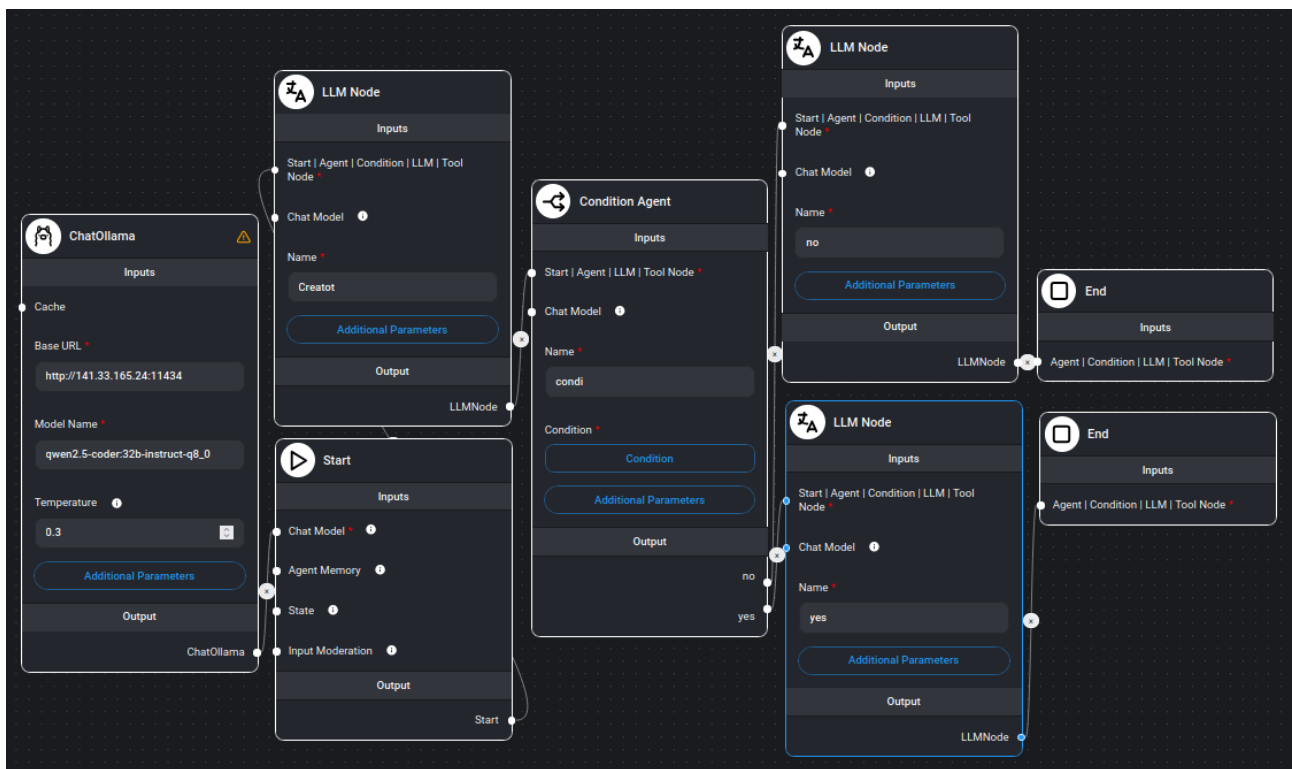 ChatOllama
Inputs
Cache
Base URL *
http://141.33.165.24:11434
Model Name *
qwen2.5-coder:32b-instruct-q8_0
Temperature
0.3
Additional Parameters
Output
ChatOllama
LLM Node
Inputs
Start | Agent | Condition | LLM | Tool
Node *
Chat Model
Name *
Creatot
Additional Parameters
Output
LLMNode
Start
Inputs
Chat Model *
Agent Memory
State
Input Moderation
Output
Start
Condition Agent
Inputs
Start | Agent | LLM | Tool Node *
Chat Model
Name *
condi
Condition *
Condition
Additional Parameters
Output
no
yes
LLM Node
Inputs
Start | Agent | Condition | LLM | Tool
Node *
Chat Model
Name *
no
Additional Parameters
Output
LLMNode
LLM Node
Inputs
Start | Agent | Condition | LLM | Tool
Node *
Chat Model
Name *
yes
Additional Parameters
Output
LLMNode
End
Inputs
Agent | Condition | LLM | Tool Node *
End
Inputs
Agent | Condition | LLM | Tool Node *